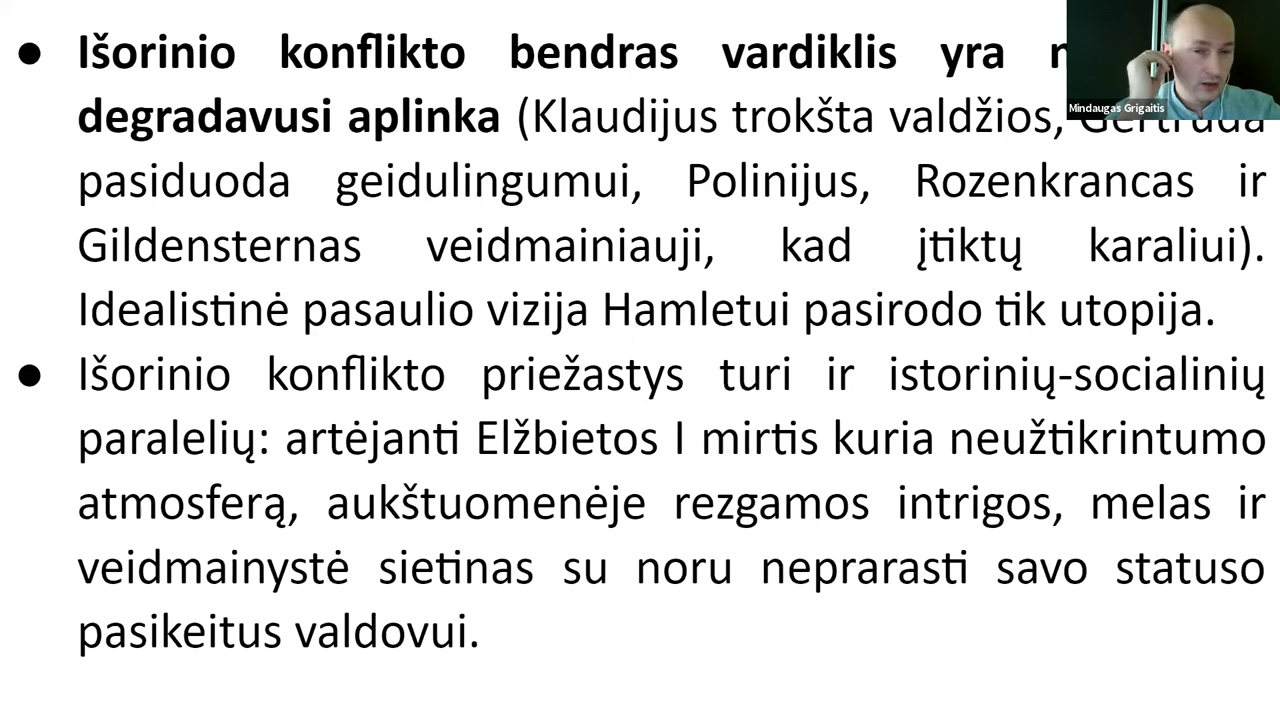 ● Išorinio konflikto bendras vardiklis yra
degradavusi aplinka (Klaudijus trokšta valdžios, Gertruda
pasiduoda geidulingumui, Polinijus, Rozenkrancas ir
Gildensternas veidmainiauji, kad įtiktų karaliui).
Idealistinė pasaulio vizija Hamletui pasirodo tik utopija.
● Išorinio konflikto priežastys turi ir istorinių-socialinių
paralelių: artėjanti Elžbietos I mirtis kuria neužtikrintumo
atmosferą, aukštuomenėje rezgamos intrigos, melas ir
veidmainystė sietinas su noru neprarasti savo statuso
pasikeitus valdovui.
Mindaugas Grigaitis